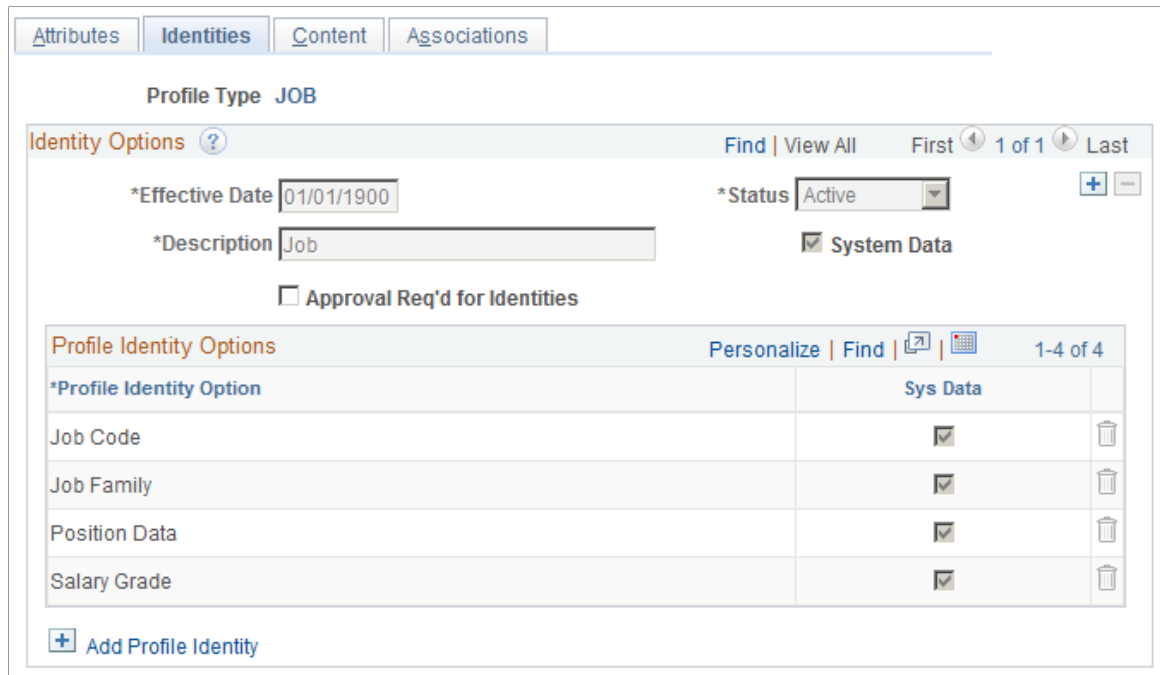 Attributes Identities Content Associations
Profile Type JOB
Identity Options ? Find | View All First 1 of 1 Last
*Effective Date 01/01/1900 *Status Active
*Description Job System Data
Approval Req'd for Identities
Profile Identity Options Personalize | Find | | 1-4 of 4
*Profile Identity Option Sys Data
Job Code
Job Family
Position Data
Salary Grade
Add Profile Identity